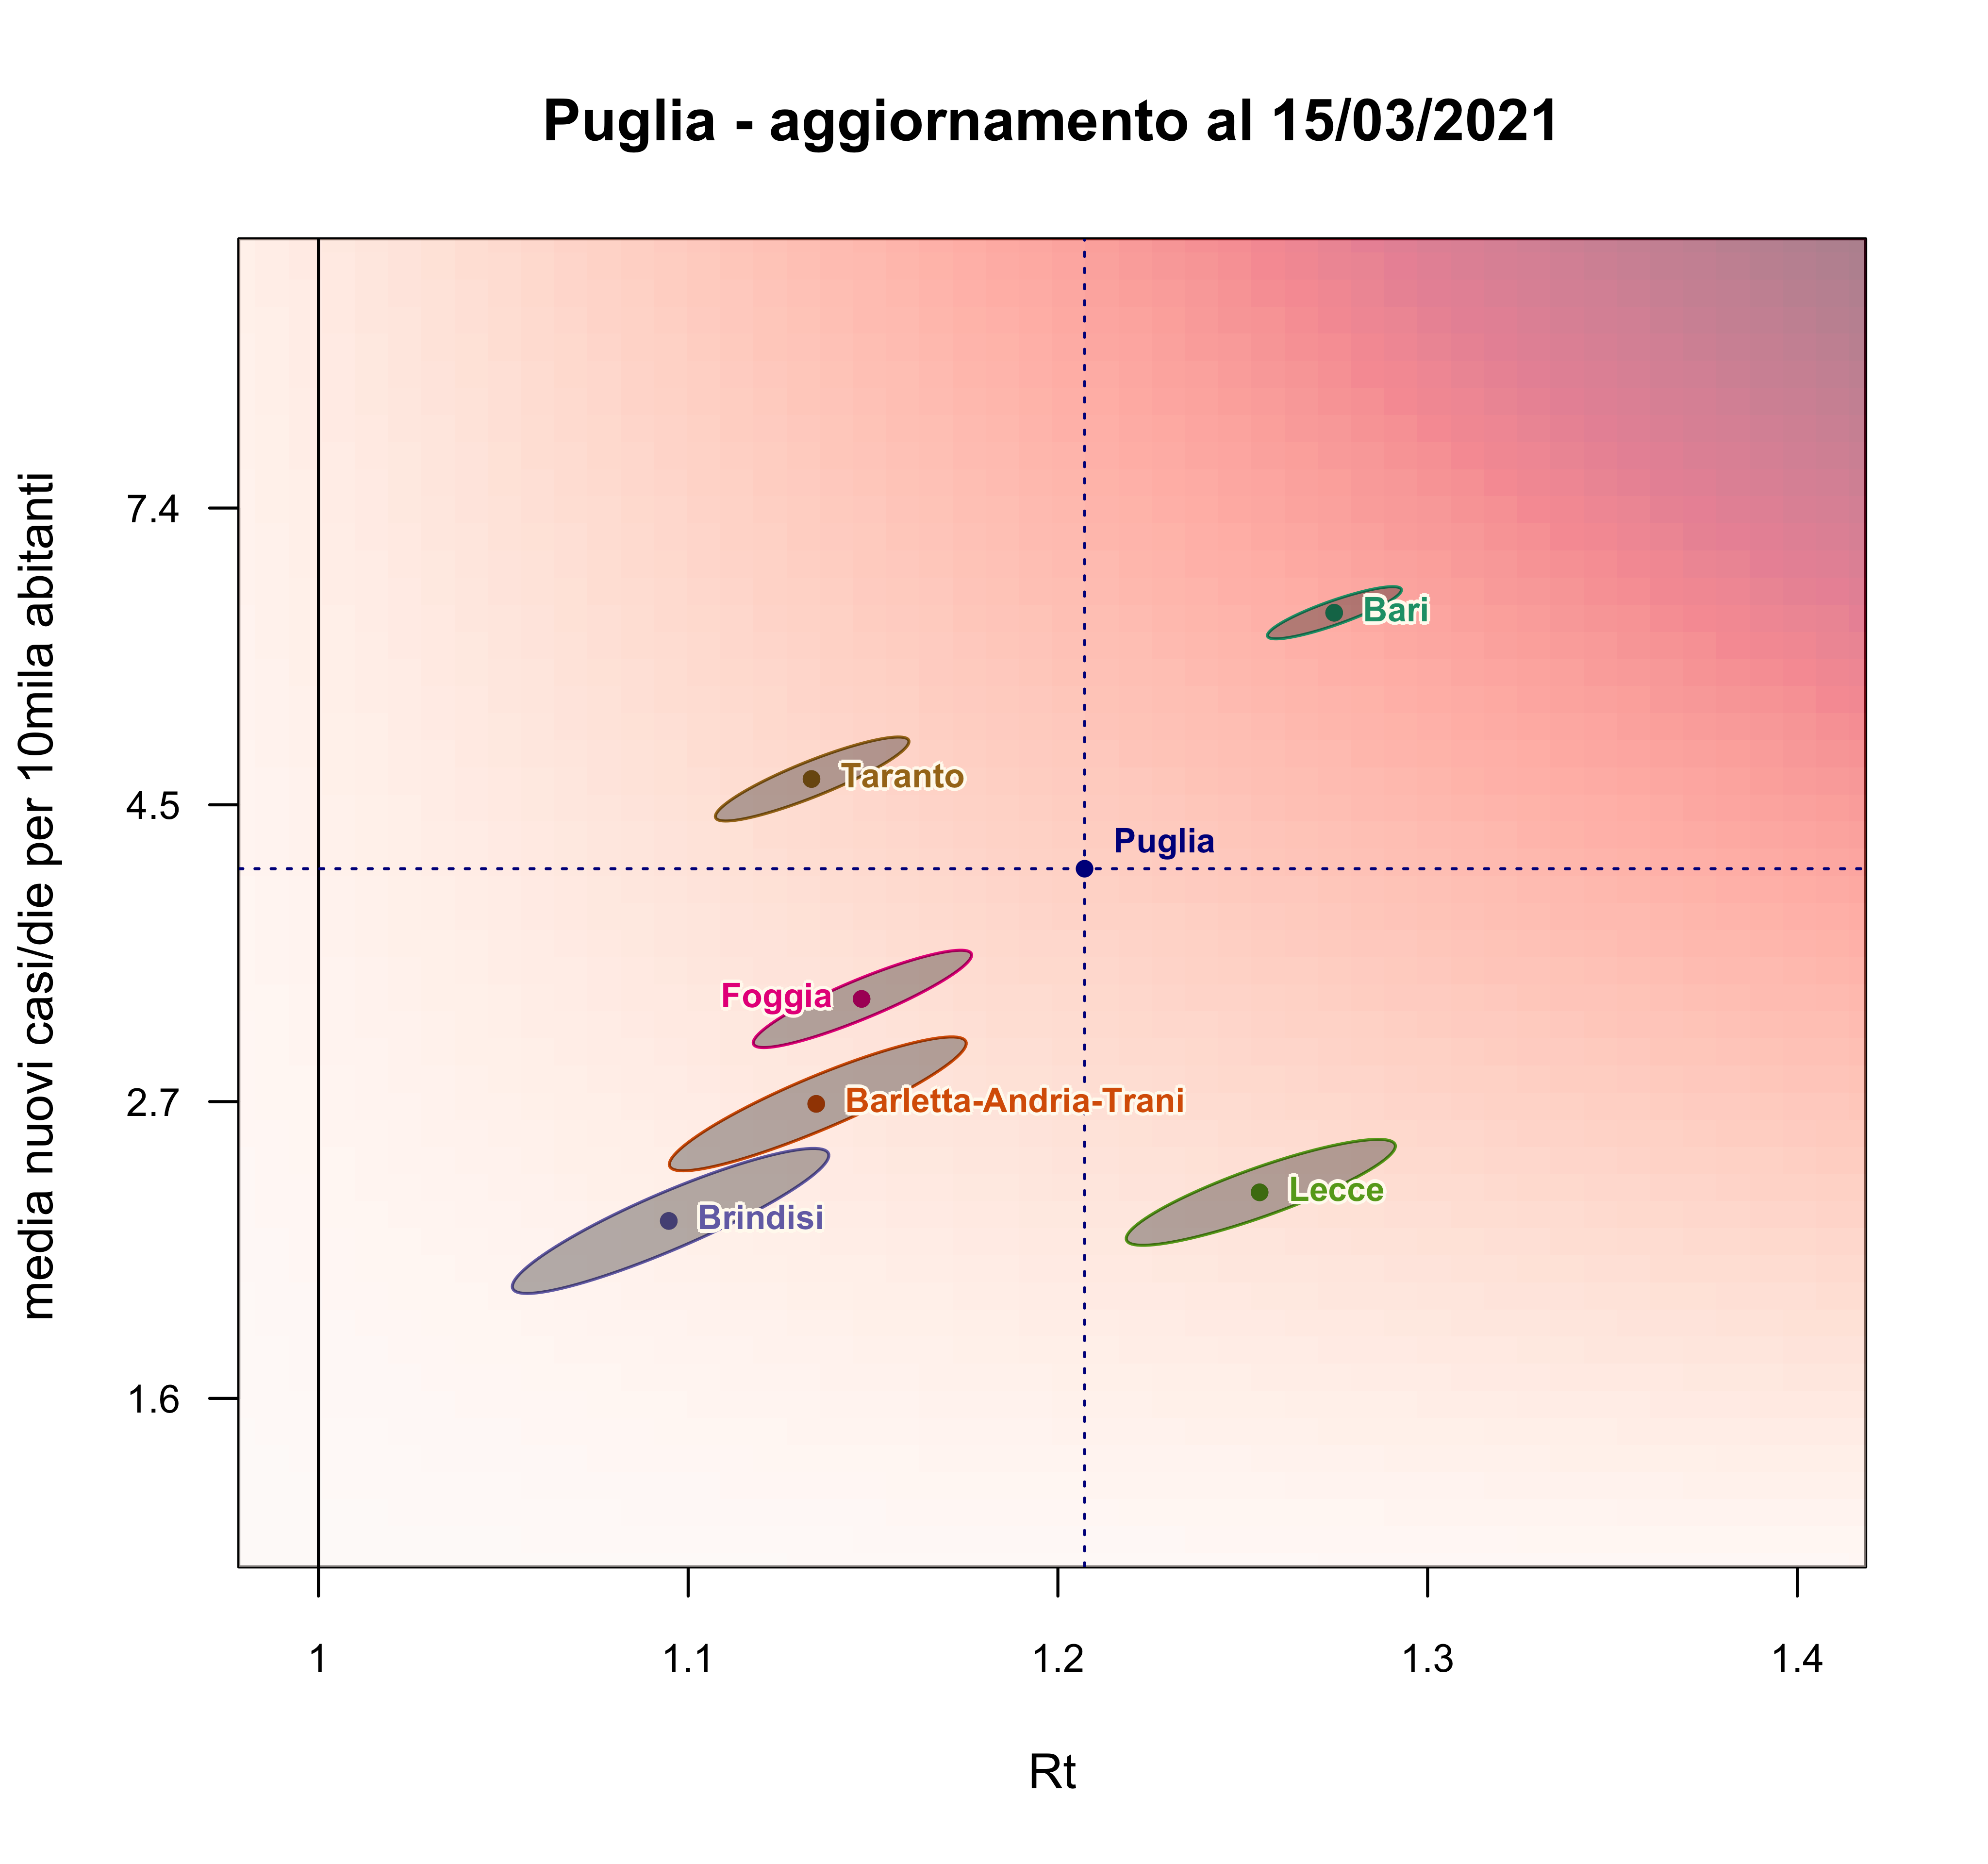 Puglia - aggiornamento al 15/03/2021
media nuovi casi/die per 10mila abitanti
7.4
4.5
2.7
1.6
Bari
Taranto
Puglia
Foggia
Barletta-Andria-Trani
Lecce
Brindisi
1
1.1
1.2
1.3
1.4
Rt